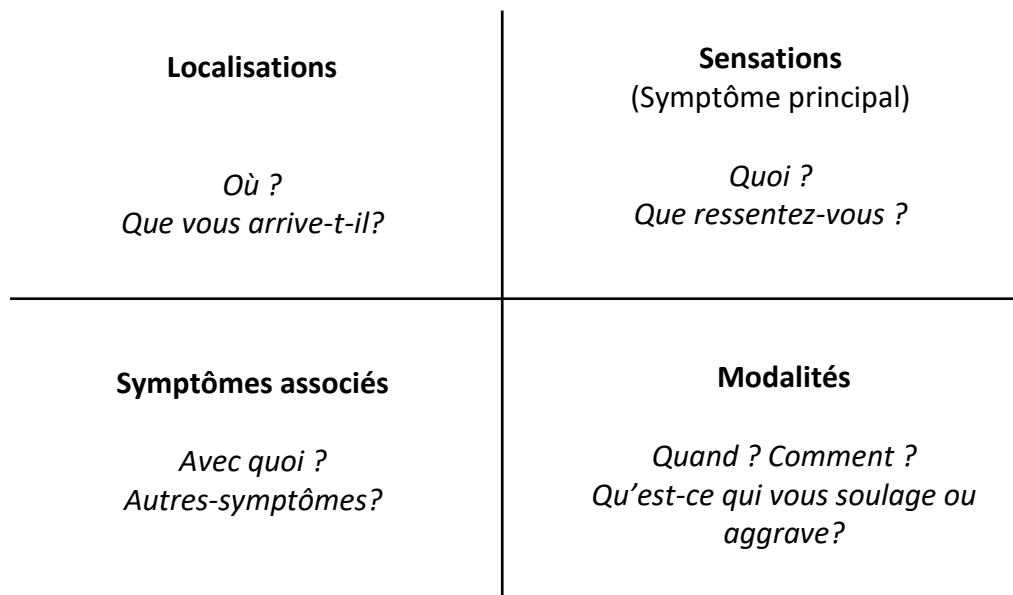 Localisations
Où ?
Que vous arrive-t-il?
Sensations
(Symptôme principal)
Quoi ?
Que ressentez-vous ?
Symptômes associés
Avec quoi ?
Autres-symptômes?
Modalités
Quand ? Comment ?
Qu’est-ce qui vous soulage ou
aggrave?